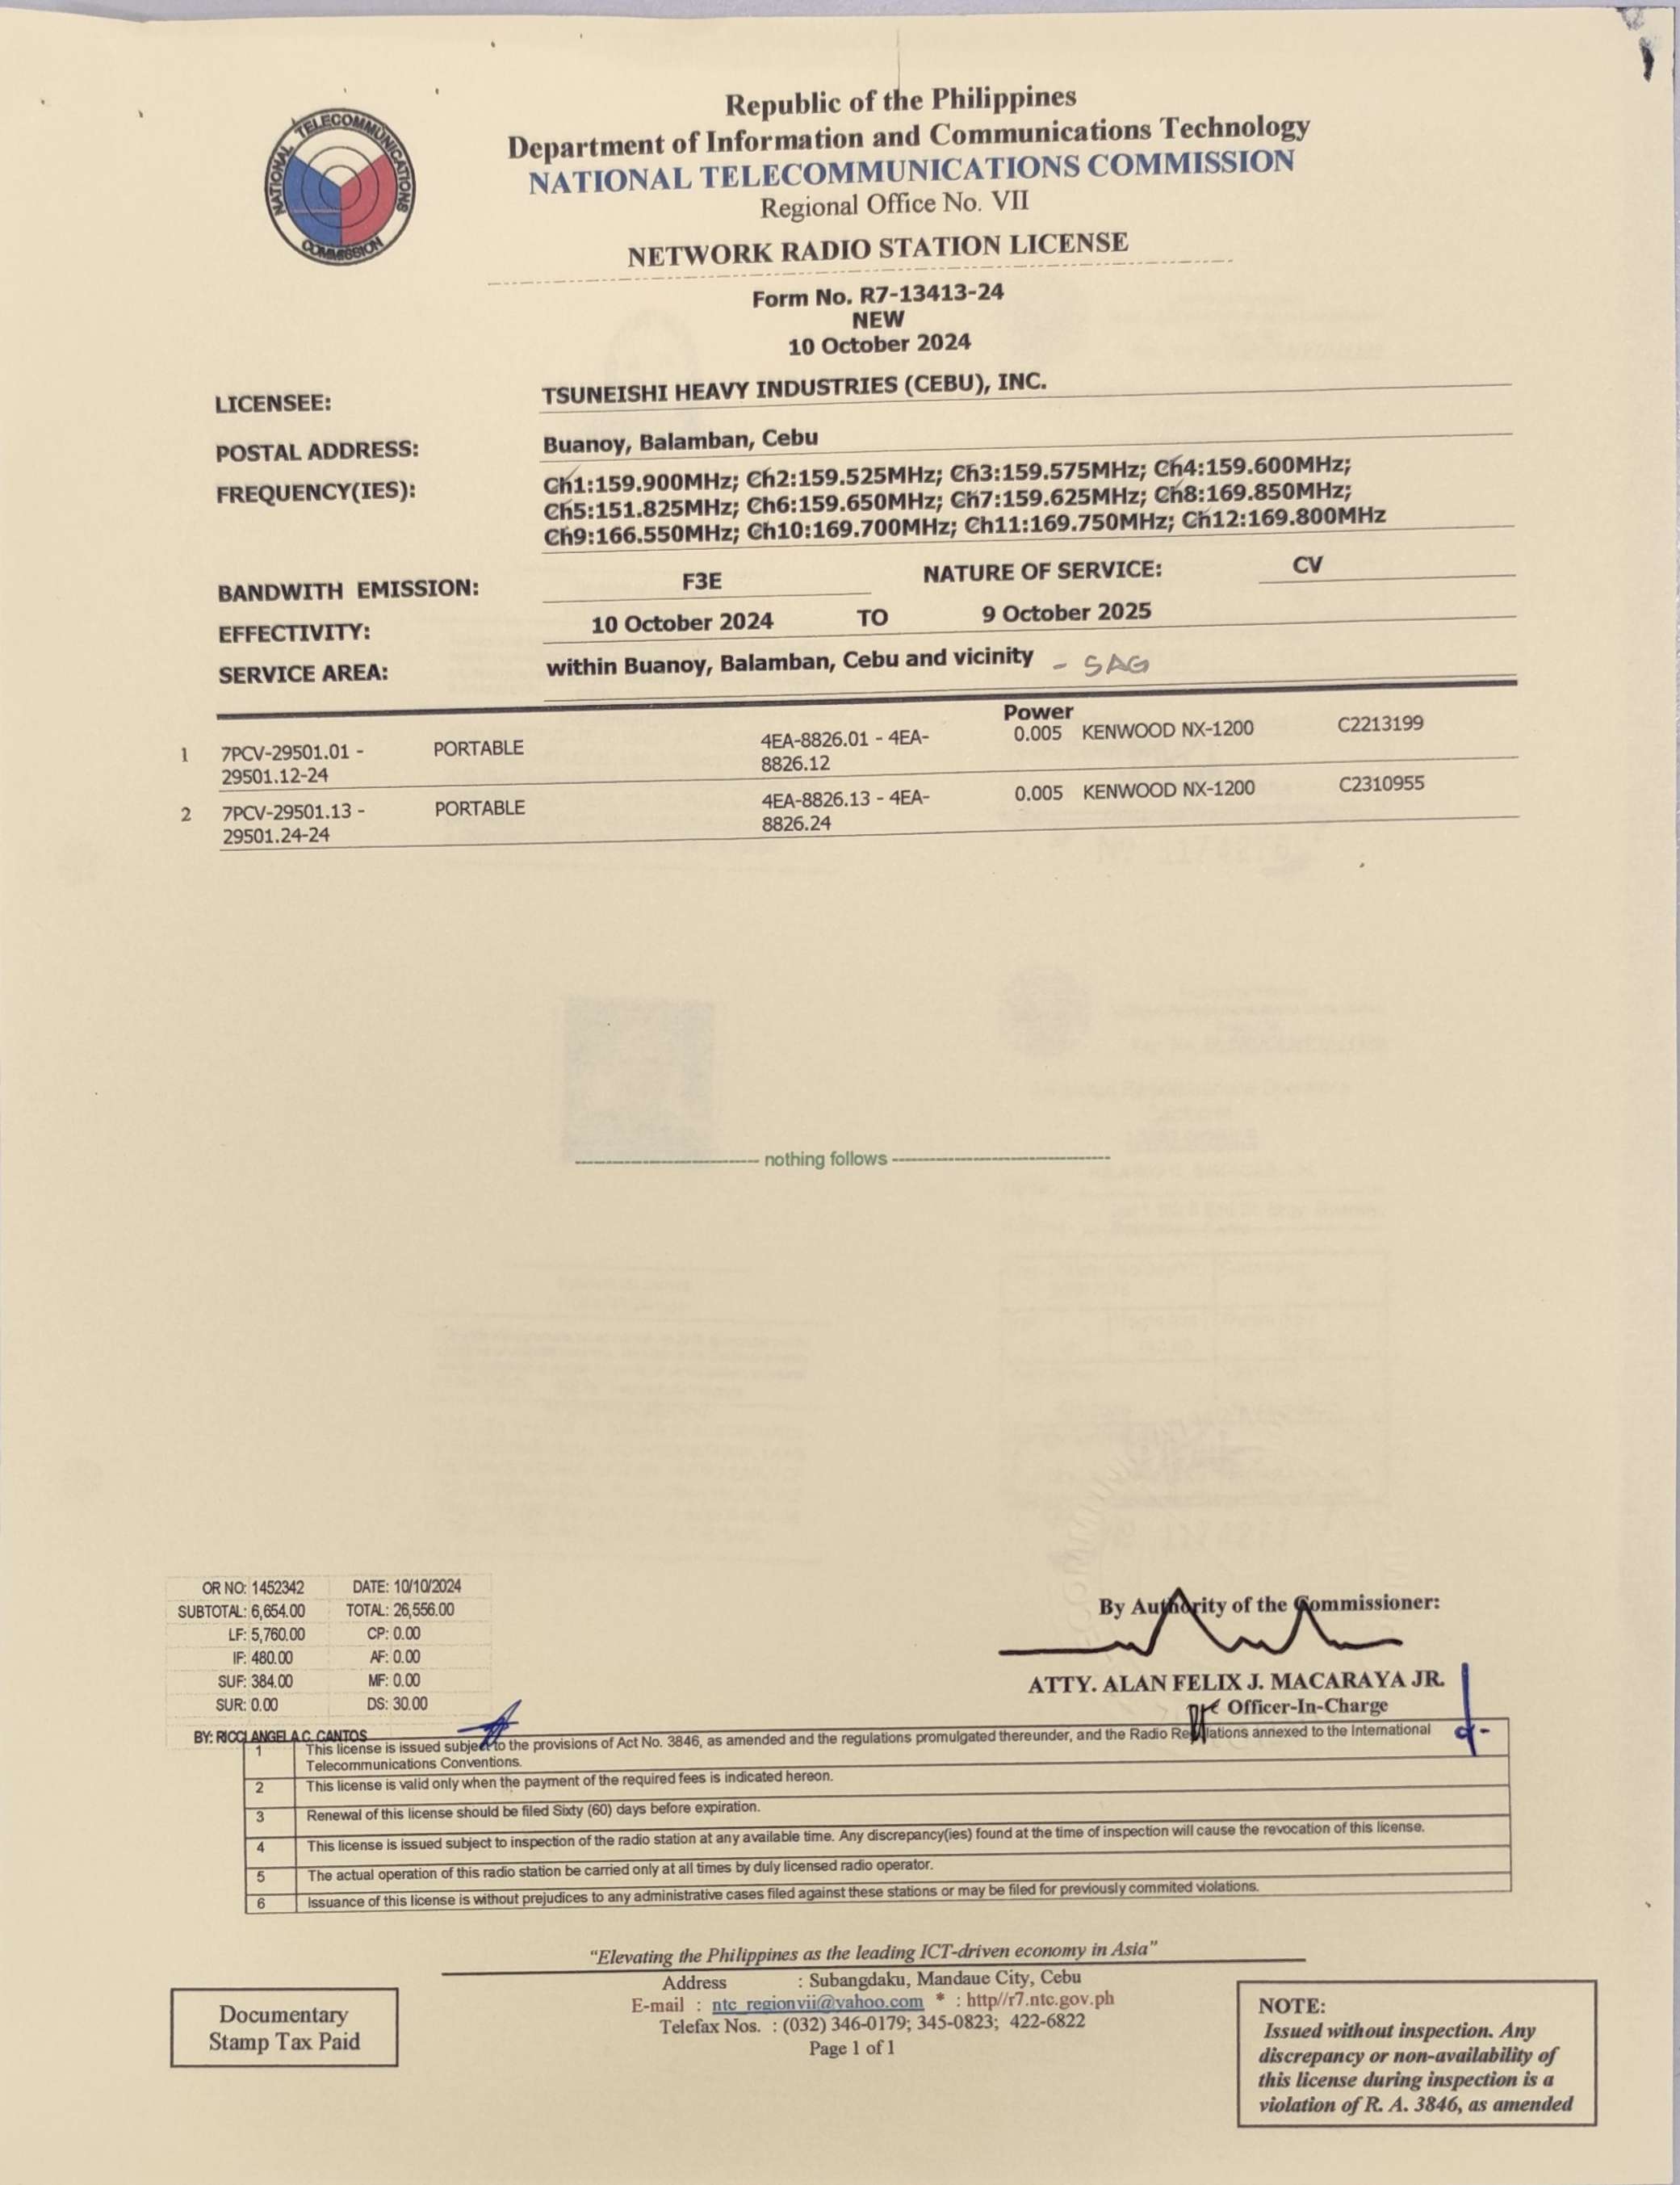 NATIONAL TELECOMMUNICATIONS COMMISSION
Republic of the Philippines
Department of Information and Communications Technology
NATIONAL TELECOMMUNICATIONS COMMISSION
Regional Office No. VII
NETWORK RADIO STATION LICENSE
Form No. R7-13413-24
NEW
10 October 2024
LICENSEE: TSUNEISHI HEAVY INDUSTRIES (CEBU), INC.
POSTAL ADDRESS: Buanoy, Balamban, Cebu
FREQUENCY(IES): Ch1:159.900MHz; Ch2:159.525MHz; Ch3:159.575MHz; Ch4:159.600MHz;
Ch5:151.825MHz; Ch6:159.650MHz; Ch7:159.625MHz; Ch8:169.850MHz;
Ch9:166.550MHz; Ch10:169.700MHz; Ch11:169.750MHz; Ch12:169.800MHz
BANDWITH EMISSION: F3E NATURE OF SERVICE: CV
EFFECTIVITY: 10 October 2024 TO 9 October 2025
SERVICE AREA: within Buanoy, Balamban, Cebu and vicinity - SAG
Power
1 7PCV-29501.01 - PORTABLE 4EA-8826.01 - 4EA- 0.005 KENWOOD NX-1200 C2213199
29501.12-24 8826.12
2 7PCV-29501.13 - PORTABLE 4EA-8826.13 - 4EA- 0.005 KENWOOD NX-1200 C2310955
29501.24-24 8826.24
nothing follows
OR NO: 1452342 DATE: 10/10/2024
SUBTOTAL: 6,654.00 TOTAL: 26,556.00
LF: 5,760.00 CP: 0.00
IF: 480.00 AF: 0.00
SUF: 384.00 MF: 0.00
SUR: 0.00 DS: 30.00
BY: RICCI ANGELA C. CANTOS
By Authority of the Commissioner:
ATTY. ALAN FELIX J. MACARAYA JR.
Officer-In-Charge
1 This license is issued subject to the provisions of Act No. 3846, as amended and the regulations promulgated thereunder, and the Radio Regulations annexed to the International
Telecommunications Conventions.
2 This license is valid only when the payment of the required fees is indicated hereon.
3 Renewal of this license should be filed Sixty (60) days before expiration.
4 This license is issued subject to inspection of the radio station at any available time. Any discrepancy(ies) found at the time of inspection will cause the revocation of this license.
5 The actual operation of this radio station be carried only at all times by duly licensed radio operator.
6 Issuance of this license is without prejudices to any administrative cases filed against these stations or may be filed for previously commited violations.
"Elevating the Philippines as the leading ICT-driven economy in Asia"
Address : Subangdaku, Mandaue City, Cebu
E-mail : ntc_regionvii@yahoo.com * : http//r7.ntc.gov.ph
Telefax Nos. : (032) 346-0179; 345-0823; 422-6822
Page 1 of 1
Documentary
Stamp Tax Paid
NOTE:
Issued without inspection. Any
discrepancy or non-availability of
this license during inspection is a
violation of R. A. 3846, as amended